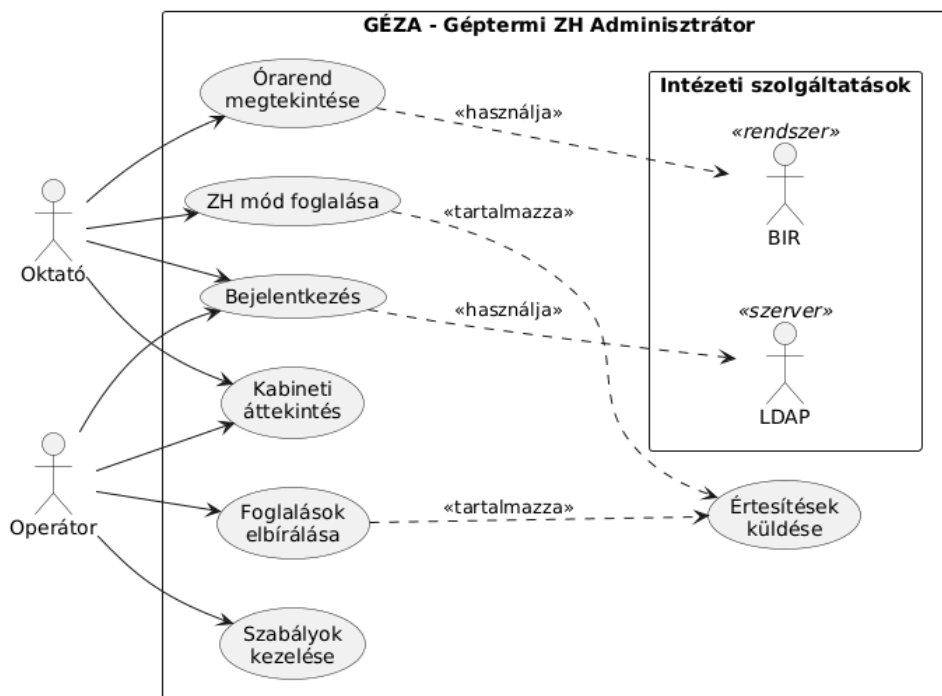 GÉZA - Géptermi ZH Adminisztrátor
Órarend
megtekintése
«használja»
Intézeti szolgáltatások
«rendszer»
BIR
ZH mód foglalása
«tartalmazza»
Oktató
Bejelentkezés
«használja»
«szerver»
LDAP
Kabineti
áttekintés
Operátor
Foglalások
elbírálása
«tartalmazza»
Értesítések
küldése
Szabályok
kezelése